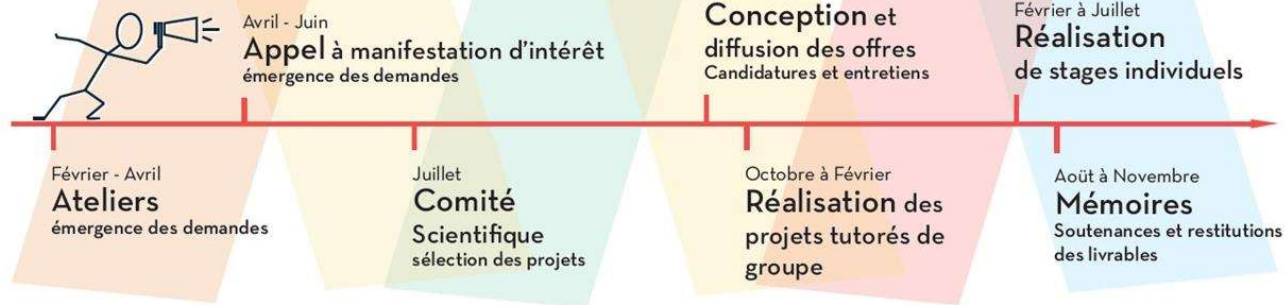 Avril - Juin
Appel à manifestation d'intérêt
émergence des demandes
Conception et
diffusion des offres
Candidatures et entretiens
Février à Juillet
Réalisation
de stages individuels
Février - Avril
Ateliers
émergence des demandes
Juillet
Comité
Scientifique
sélection des projets
Octobre à Février
Réalisation des
projets tutorés de
groupe
Aoüt à Novembre
Mémoires
Soutenances et restitutions
des livrables